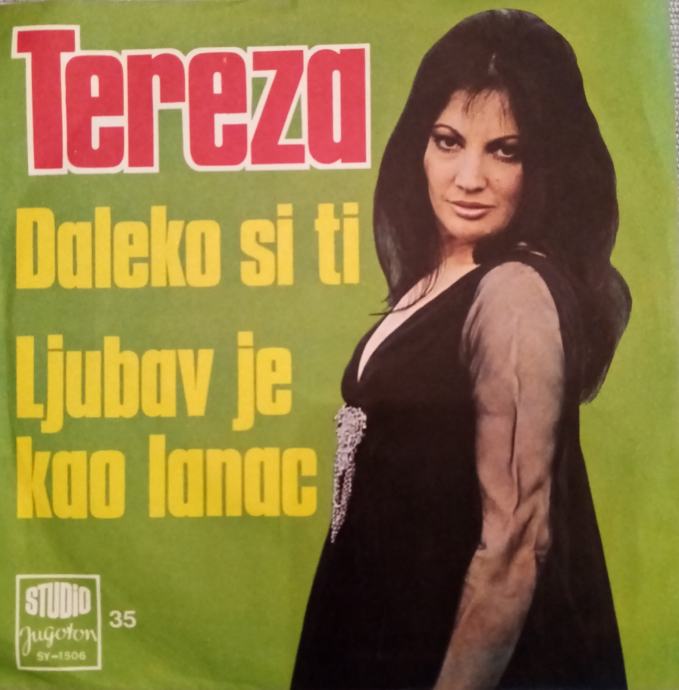 Tereza
Daleko si ti
Ljubav je
kao lanac
STUDIO
Jugoton
SY-1506
35